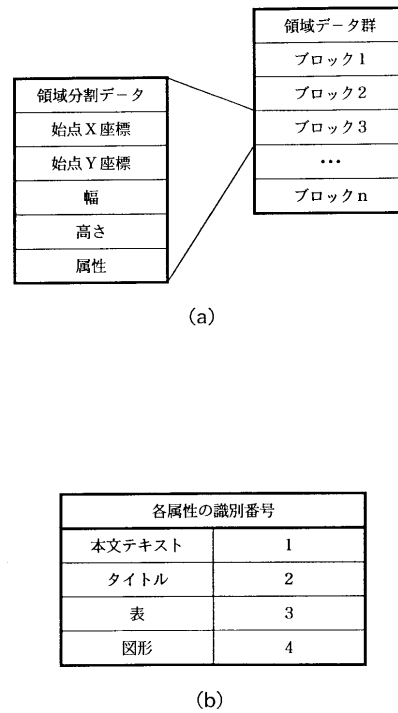 領域データ群
ブロック1
ブロック2
ブロック3
…
ブロックn
領域分割データ
始点X座標
始点Y座標
幅
高さ
属性
(a)
各属性の識別番号
本文テキスト 1
タイトル 2
表 3
図形 4
(b)